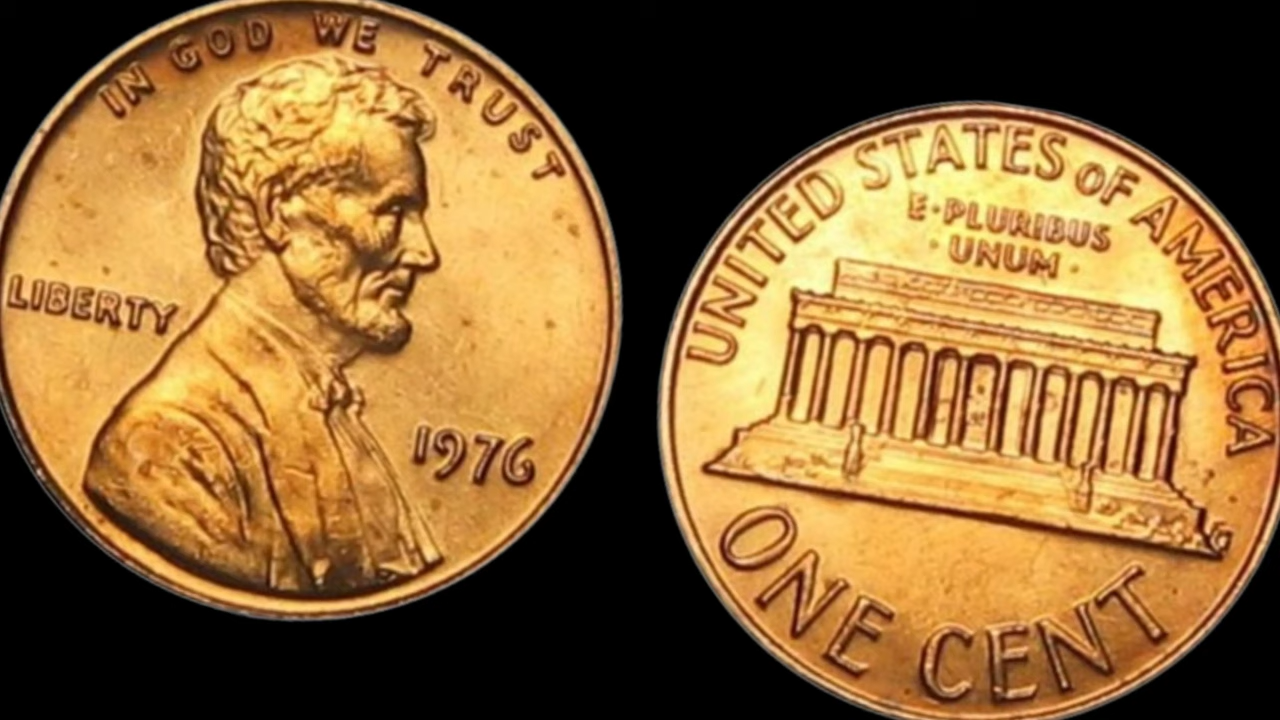 IN GOD WE TRUST
LIBERTY
1976
UNITED STATES OF AMERICA
E·PLURIBUS
·UNUM·
ONE CENT